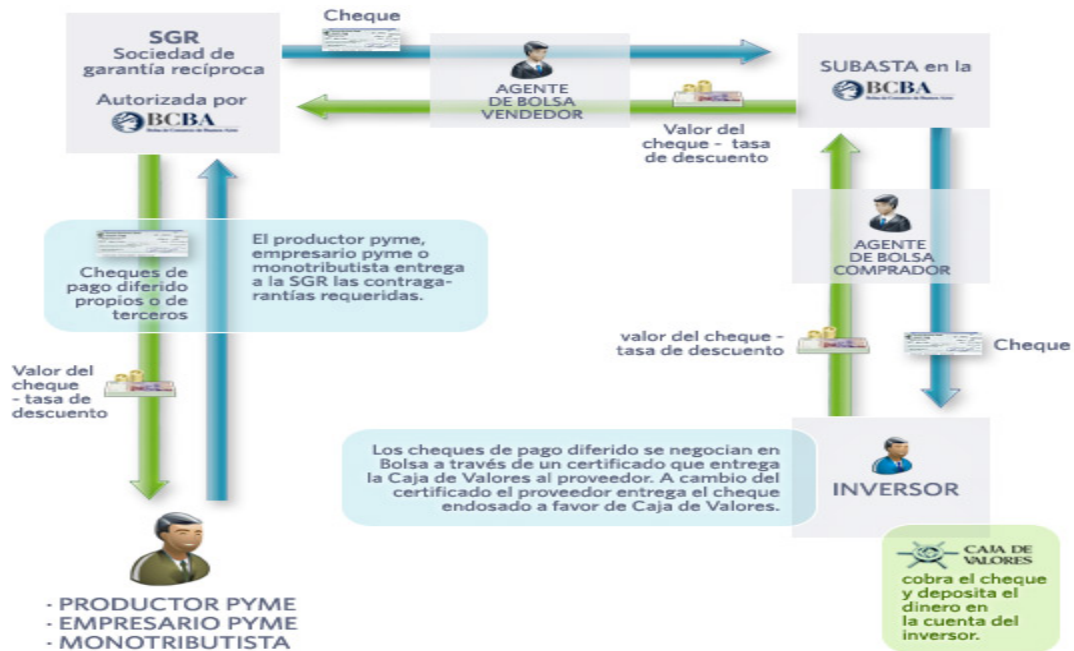 Cheque
SGR
Sociedad de
garantía recíproca
Autorizada por
BCBA
Bolsa de Comercio de Buenos Aires
AGENTE
DE BOLSA
VENDEDOR
SUBASTA en la
BCBA
Valor del
cheque - tasa
de descuento
Cheques de
pago diferido
propios o de
terceros
El productor pyme,
empresario pyme o
monotributista entrega
a la SGR las contraga-
rantías requeridas.
AGENTE
DE BOLSA
COMPRADOR
valor del cheque -
tasa de descuento
Cheque
Valor del
cheque
- tasa de
descuento
Los cheques de pago diferido se negocian en
Bolsa a través de un certificado que entrega
la Caja de Valores al proveedor. A cambio del
certificado el proveedor entrega el cheque
endosado a favor de Caja de Valores.
INVERSOR
CAJA DE
VALORES
cobra el cheque
y deposita el
dinero en
la cuenta del
inversor.
· PRODUCTOR PYME
· EMPRESARIO PYME
· MONOTRIBUTISTA